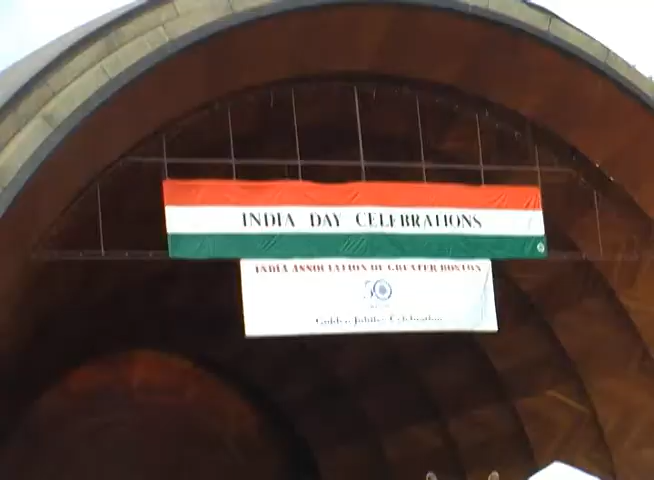 INDIA DAY CELEBRATIONS
INDIA ASSOCIATION OF GREATER BOSTON
50
Golden Jubilee Celebration